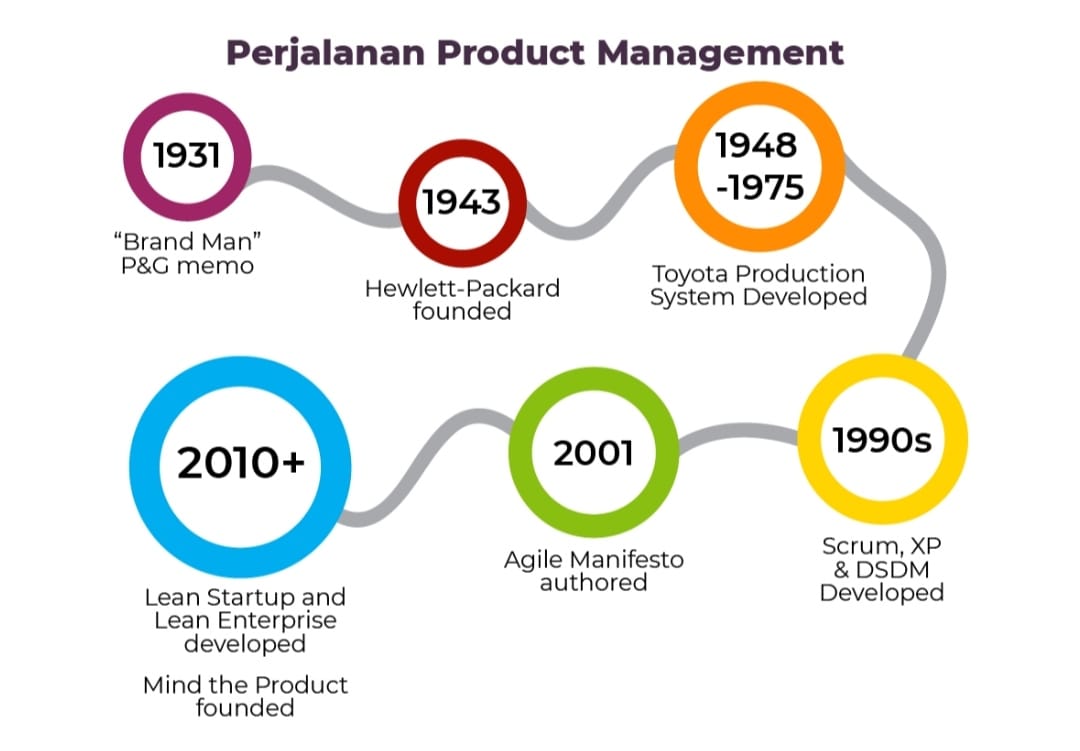 Perjalanan Product Management
1931
“Brand Man”
P&G memo
1943
Hewlett-Packard
founded
1948
-1975
Toyota Production
System Developed
1990s
Scrum, XP
& DSDM
Developed
2001
Agile Manifesto
authored
2010+
Lean Startup and
Lean Enterprise
developed
Mind the Product
founded